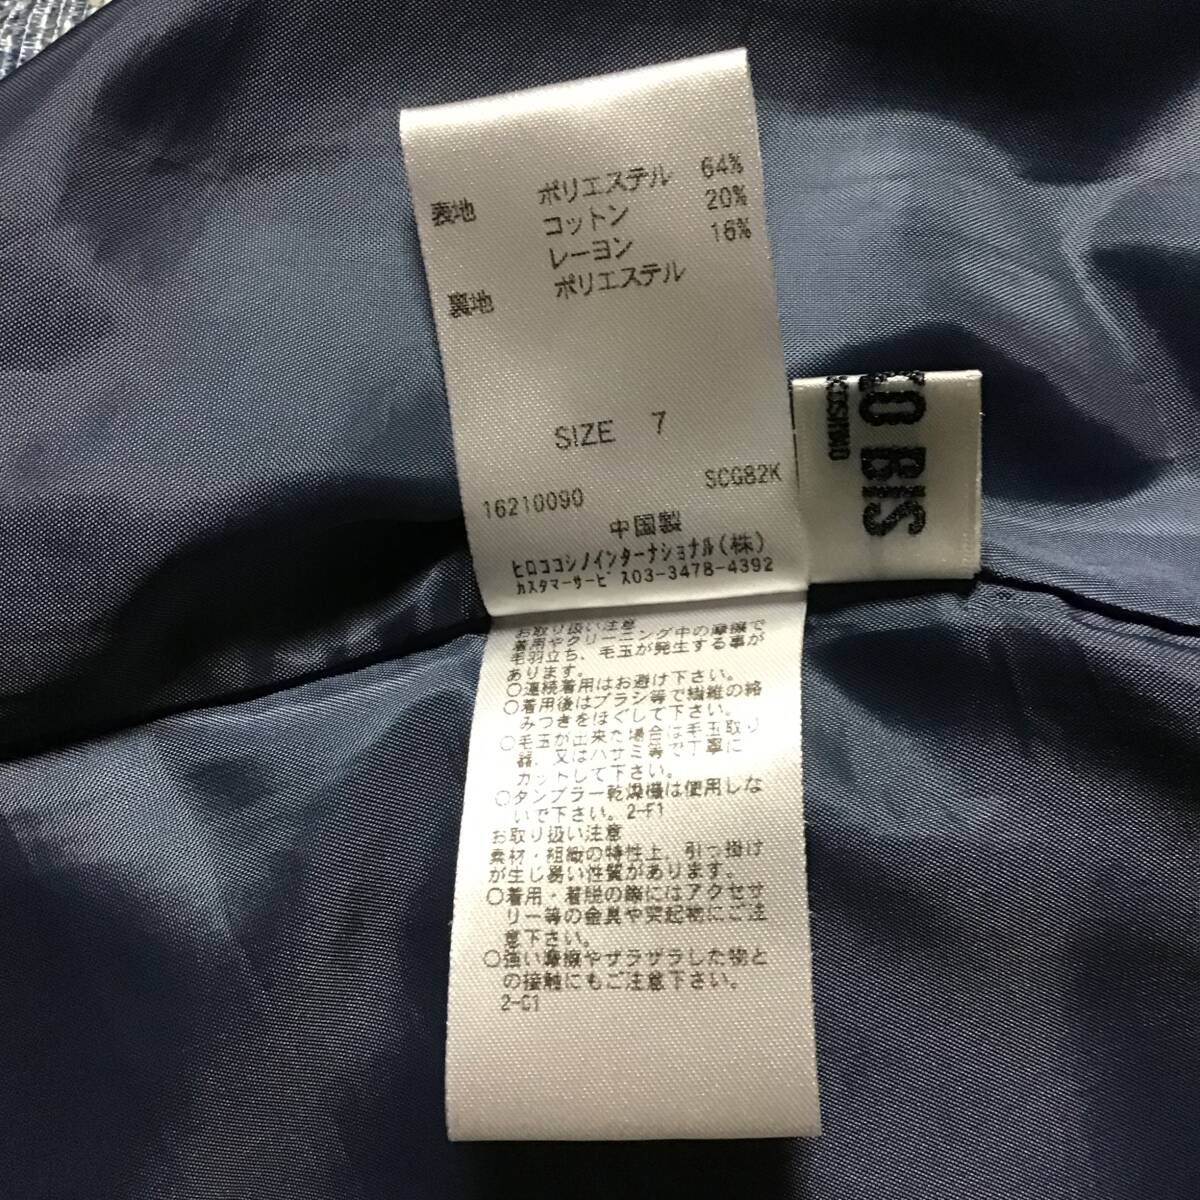 表地 ポリエステル 64%
コットン 20%
レーヨン 16%
裏地 ポリエステル
SIZE 7
16210090 SCG82K
中国製
ヒロココシノインターナショナル(株)
カスタマーサービス03-3478-4392
お取り扱い注意
着用やクリーニング中の摩擦で
毛羽立ち、毛玉が発生する事が
あります。
○連続着用はお避け下さい。
○着用後はブラシ等で繊維の絡
みつきをほぐして下さい。
○毛玉が出来た場合は毛玉取り
器、又はハサミ等で丁寧に
カットして下さい。
○タンブラー乾燥機は使用しな
いで下さい。2-F1
お取り扱い注意
素材・組織の特性上、引っ掛け
が生じ易い性質があります。
○着用・着脱の際にはアクセサ
リー等の金具や突起物にご注
意下さい。
○強い摩擦やザラザラした物と
の接触にもご注意下さい。
2-C1
KO BIS
KOSHINO